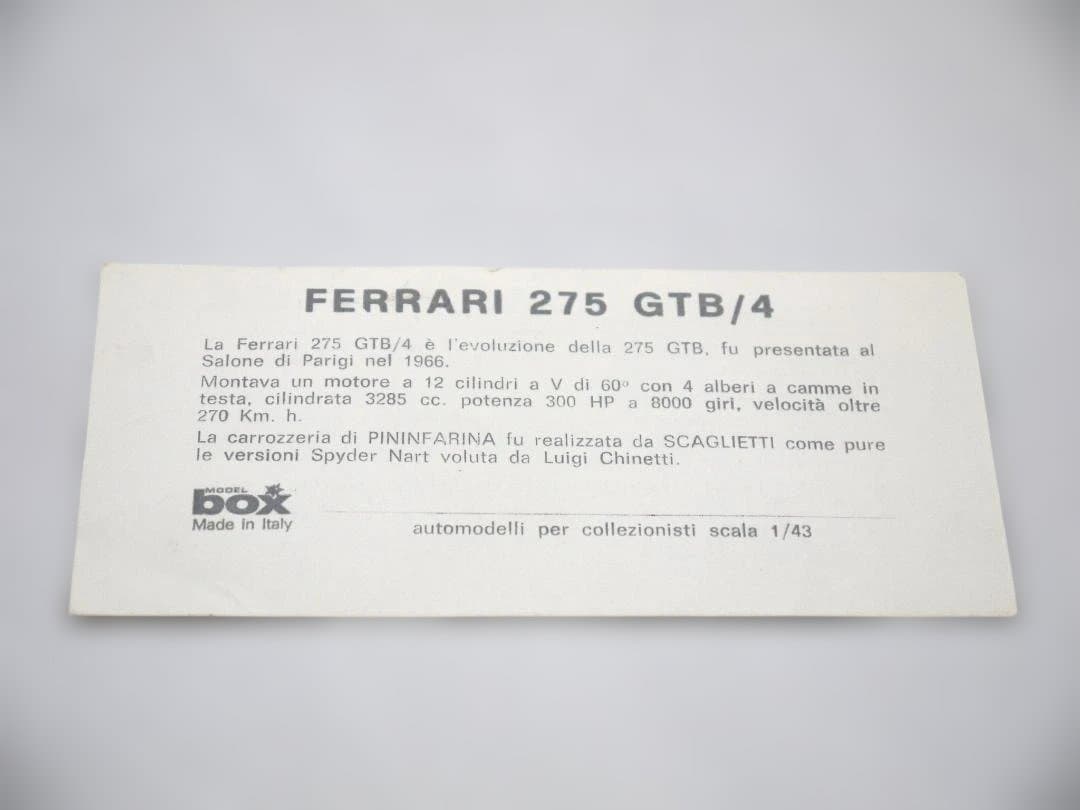 FERRARI 275 GTB/4
La Ferrari 275 GTB/4 è l'evoluzione della 275 GTB, fu presentata al
Salone di Parigi nel 1966.
Montava un motore a 12 cilindri a V di 60° con 4 alberi a camme in
testa, cilindrata 3285 cc. potenza 300 HP a 8000 giri, velocità oltre
270 Km. h.
La carrozzeria di PININFARINA fu realizzata da SCAGLIETTI come pure
le versioni Spyder Nart voluta da Luigi Chinetti.
MODEL
box
Made in Italy
automodelli per collezionisti scala 1/43